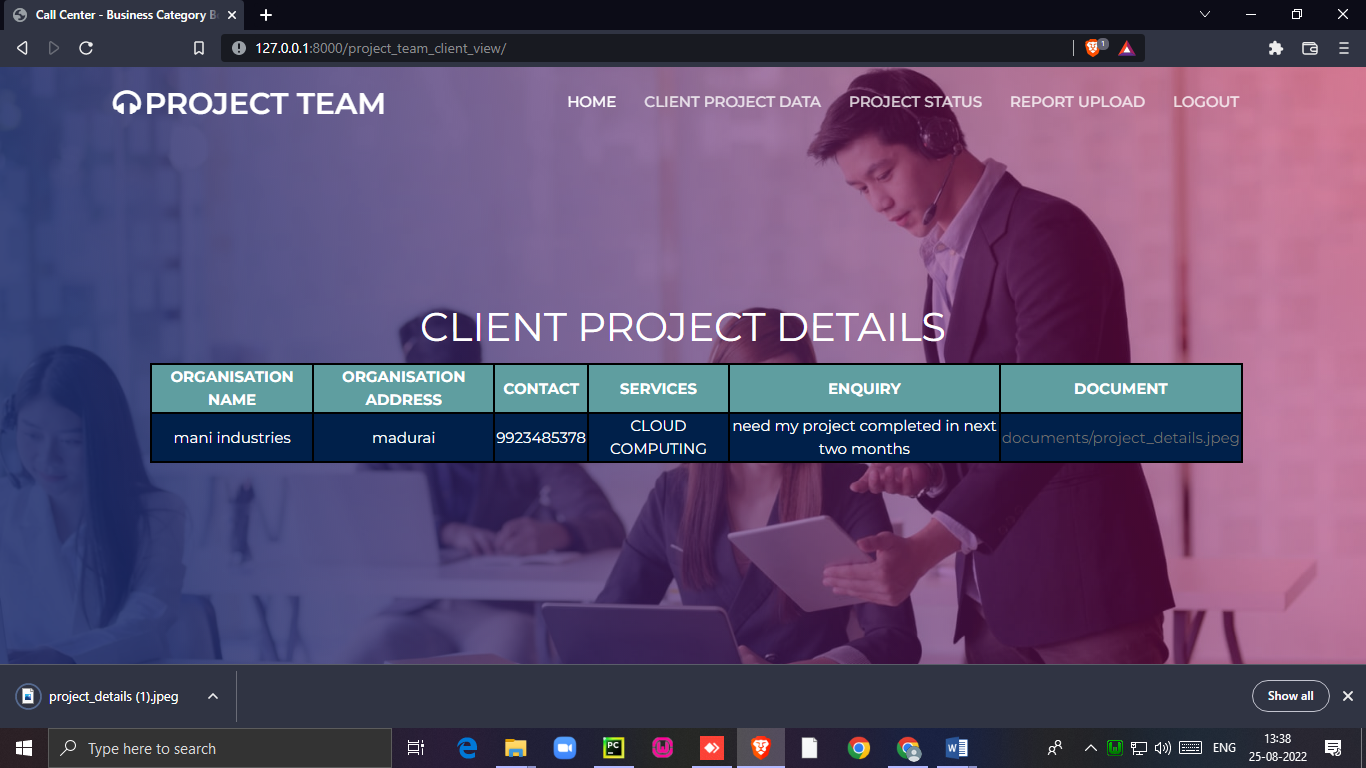 Call Center - Business Category B
127.0.0.1:8000/project_team_client_view/
1
PROJECT TEAM
HOME
CLIENT PROJECT DATA
PROJECT STATUS
REPORT UPLOAD
LOGOUT
CLIENT PROJECT DETAILS
ORGANISATION
NAME
ORGANISATION
ADDRESS
CONTACT
SERVICES
ENQUIRY
DOCUMENT
mani industries
madurai
9923485378
CLOUD
COMPUTING
need my project completed in next
two months
documents/project_details.jpeg
project_details (1).jpeg
Show all
Type here to search
PC
W
ENG
13:38
25-08-2022